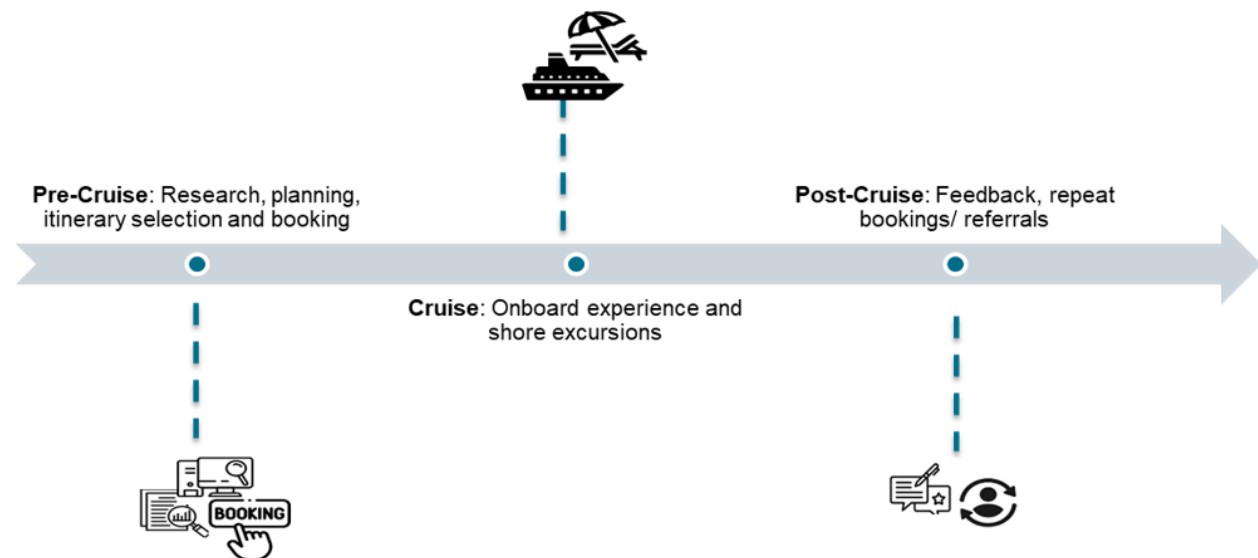 Pre-Cruise: Research, planning,
itinerary selection and booking
Cruise: Onboard experience and
shore excursions
Post-Cruise: Feedback, repeat
bookings/ referrals
BOOKING